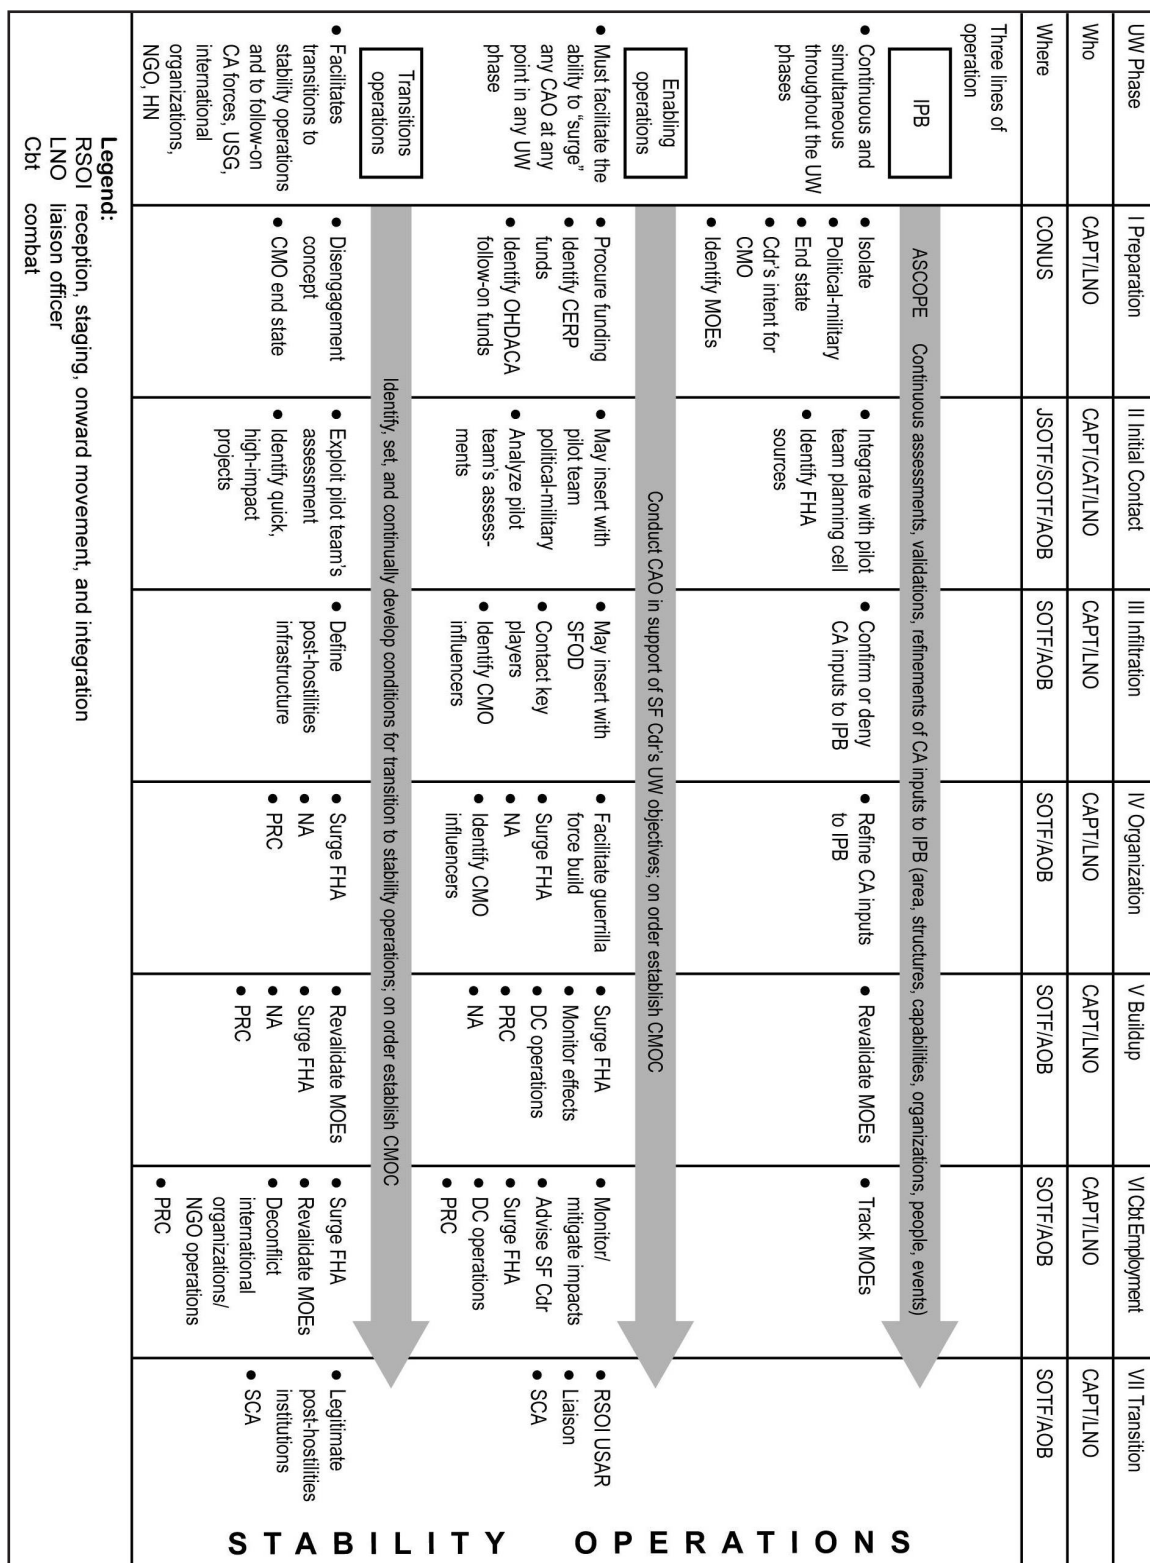 UW Phase
I Preparation
II Initial Contact
III Infiltration
IV Organization
V Buildup
VI Cbt Employment
VII Transition
Who
CAPT/LNO
CAPT/CAT/LNO
CAPT/LNO
CAPT/LNO
CAPT/LNO
CAPT/LNO
CAPT/LNO
Where
CONUS
JSOTF/SOTF/AOB
SOTF/AOB
SOTF/AOB
SOTF/AOB
SOTF/AOB
SOTF/AOB
Three lines of
operation
IPB
ASCOPE Continuous assessments, validations, refinements of CA inputs to IPB (area, structures, capabilities, organizations, people, events)
• Continuous and
simultaneous
throughout the UW
phases
• Isolate
• Political-military
• End state
• Cdr's intent for
CMO
• Identify MOEs
• Integrate with pilot
team planning cell
• Identify FHA
sources
• Confirm or deny
CA inputs to IPB
• Refine CA inputs
to IPB
• Revalidate MOEs
• Track MOEs
Enabling
operations
Conduct CAO in support of SF Cdr's UW objectives; on order establish CMOC
• Must facilitate the
ability to "surge"
any CAO at any
point in any UW
phase
• Procure funding
• Identify CERP
funds
• Identify OHDACA
follow-on funds
• May insert with
pilot team
political-military
• Analyze pilot
team's assess-
ments
• May insert with
SFOD
• Contact key
players
• Identify CMO
influencers
• Facilitate guerrilla
force build
• Surge FHA
• NA
• Identify CMO
influencers
• Surge FHA
• Monitor effects
• DC operations
• PRC
• NA
• Monitor/
mitigate impacts
• Advise SF Cdr
• Surge FHA
• DC operations
• PRC
• RSOI USAR
• Liaison
• SCA
Transitions
operations
Identify, set, and continually develop conditions for transition to stability operations; on order establish CMOC
• Facilitates
transitions to
stability operations
and to follow-on
CA forces, USG,
international
organizations,
NGO, HN
• Disengagement
concept
• CMO end state
• Exploit pilot team's
assessment
• Identify quick,
high-impact
projects
• Define
post-hostilities
infrastructure
• Surge FHA
• NA
• PRC
• Revalidate MOEs
• Surge FHA
• NA
• PRC
• Surge FHA
• Revalidate MOEs
• Deconflict
international
organizations/
NGO operations
• PRC
• Legitimate
post-hostilities
institutions
• SCA
STABILITY OPERATIONS
Legend:
RSOI reception, staging, onward movement, and integration
LNO liaison officer
Cbt combat